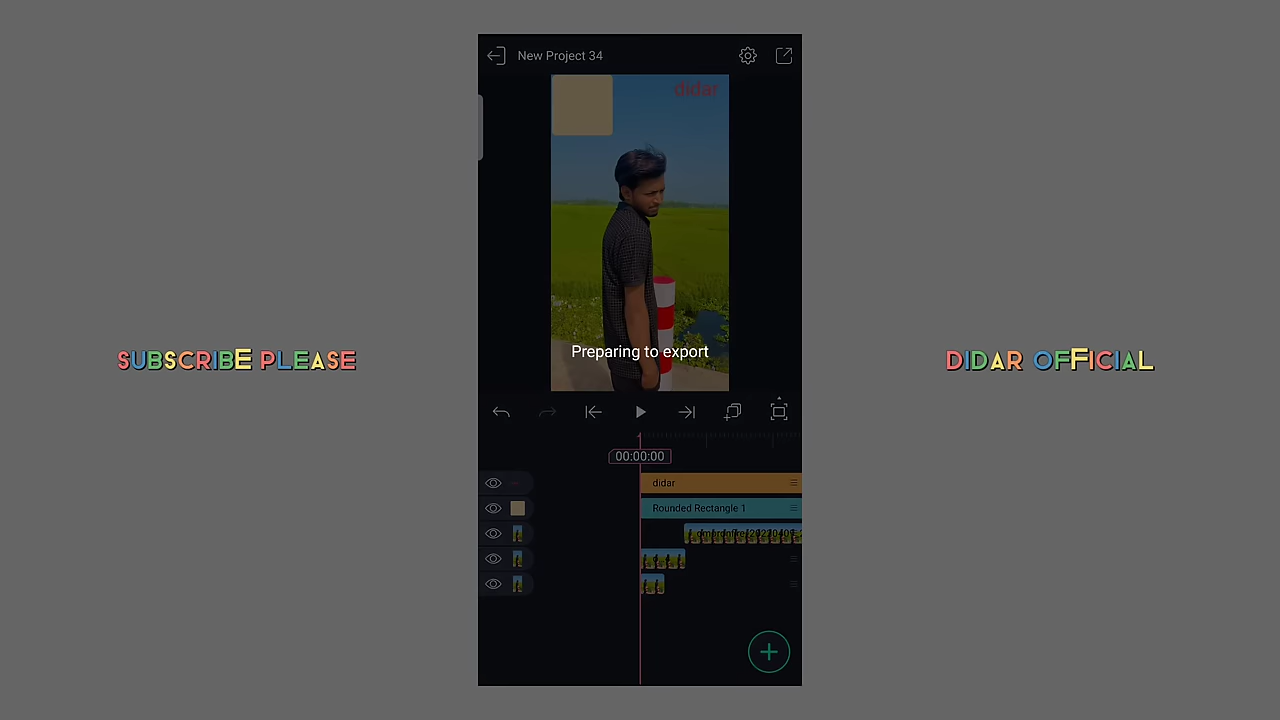 New Project 34
didar
SUBSCRIBE PLEASE
DIDAR OFFICIAL
Preparing to export
00:00:00
didar
Rounded Rectangle 1